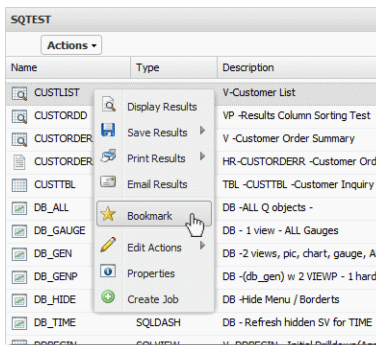 SQTEST
Actions
Name Type Description
CUSTLIST V-Customer List
CUSTORDD VP -Results Column Sorting Test
CUSTORDER V -Customer Order Summary
CUSTORDER HR-CUSTORDERR -Customer Ord
CUSTTBL TBL -CUSTTBL -Customer Inquiry
DB_ALL DB -ALL Q objects -
DB_GAUGE DB - 1 view - ALL Gauges
DB_GEN DB -2 views, pic, chart, gauge, A
DB_GENP DB -(db_gen) w 2 VIEWP - 1 hard
DB_HIDE DB -Hide Menu / Borderts
DB_TIME SQLDASH DB - Refresh hidden SV for TIME
Display Results
Save Results
Print Results
Email Results
Bookmark
Edit Actions
Properties
Create Job